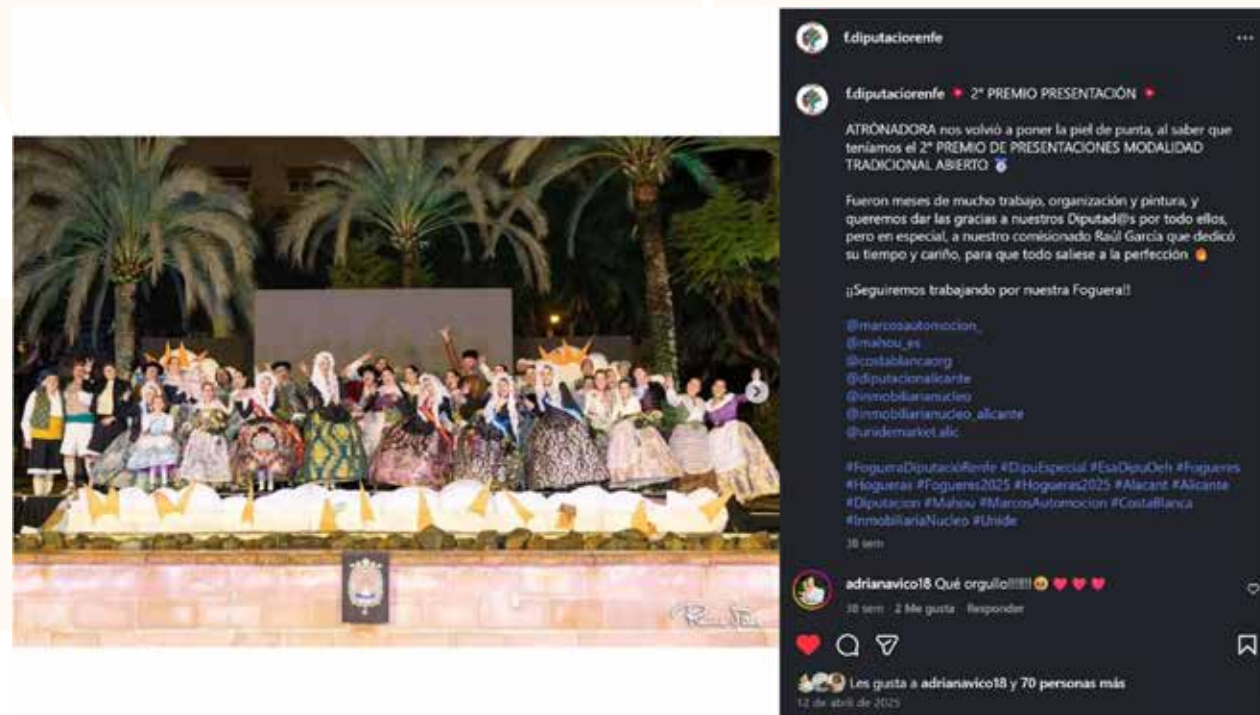 f.diputaciorenfe
f.diputaciorenfe 2º PREMIO PRESENTACIÓN
ATRONADORA nos volvió a poner la piel de punta, al saber que
teníamos el 2º PREMIO DE PRESENTACIONES MODALIDAD
TRADICIONAL ABIERTO
Fueron meses de mucho trabajo, organización y pintura, y
queremos dar las gracias a nuestros Diputad@s por todo ellos,
pero en especial, a nuestro comisionado Raúl García que dedicó
su tiempo y cariño, para que todo saliese a la perfección
¡¡Seguiremos trabajando por nuestra Foguera!!
@marcosautomocion_
@mahou_es
@costablancaorg
@diputacionalicante
@inmobiliarianucleo
@inmobiliarianucleo_alicante
@unidemarket.alic
#FogueraDiputacióRenfe #DipuEspecial #EsaDipuOeh #Fogueres
#Hogueras #Fogueres2025 #Hogueras2025 #Alacant #Alicante
#Diputacion #Mahou #MarcosAutomocion #CostaBlanca
#InmobiliariaNucleo #Unide
38 sem
adrianavico18 Qué orgullo!!!!!!!
38 sem 2 Me gusta Responder
Les gusta a adrianavico18 y 70 personas más
12 de abril de 2025